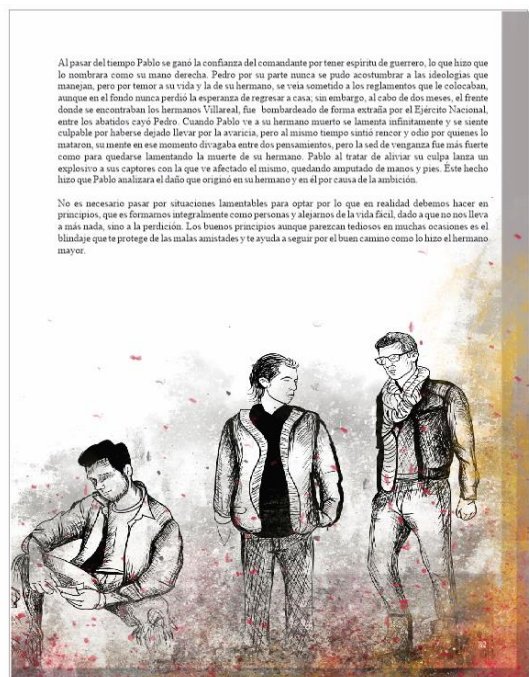 Al pasar del tiempo Pablo se ganó la confianza del comandante por tener espíritu de guerrero, lo que hizo que
lo nombrara como su mano derecha. Pedro por su parte nunca se pudo acostumbrar a las ideologías que
manejan, pero por temor a su vida y la de su hermano, se veía sometido a los reglamentos que le colocaban,
aunque en el fondo nunca perdió la esperanza de regresar a casa; sin embargo, al cabo de dos meses, el frente
donde se encontraban los hermanos Villareal, fue bombardeado de forma extraña por el Ejército Nacional,
entre los abatidos cayó Pedro. Cuando Pablo ve a su hermano muerto se lamenta infinitamente y se siente
culpable por haberse dejado llevar por la avaricia, pero al mismo tiempo sintió rencor y odio por quienes lo
mataron, su mente en ese momento divagaba entre dos pensamientos, pero la sed de venganza fue más fuerte
como para quedarse lamentando la muerte de su hermano. Pablo al tratar de aliviar su culpa lanza un
explosivo a sus captores con la que ve afectado el mismo, quedando amputado de manos y pies. Este hecho
hizo que Pablo analizara el daño que originó en su hermano y en él por causa de la ambición.
No es necesario pasar por situaciones lamentables para optar por lo que en realidad debemos hacer en
principios, que es formarnos integralmente como personas y alejarnos de la vida fácil, dado a que no nos lleva
a más nada, sino a la perdición. Los buenos principios aunque parezcan tediosos en muchas ocasiones es el
blindaje que te protege de las malas amistades y te ayuda a seguir por el buen camino como lo hizo el hermano
mayor.